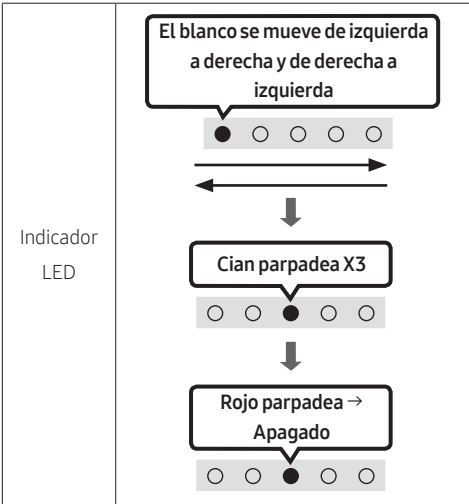 El blanco se mueve de izquierda
a derecha y de derecha a
izquierda
Indicador
LED
Cian parpadea X3
Rojo parpadea →
Apagado